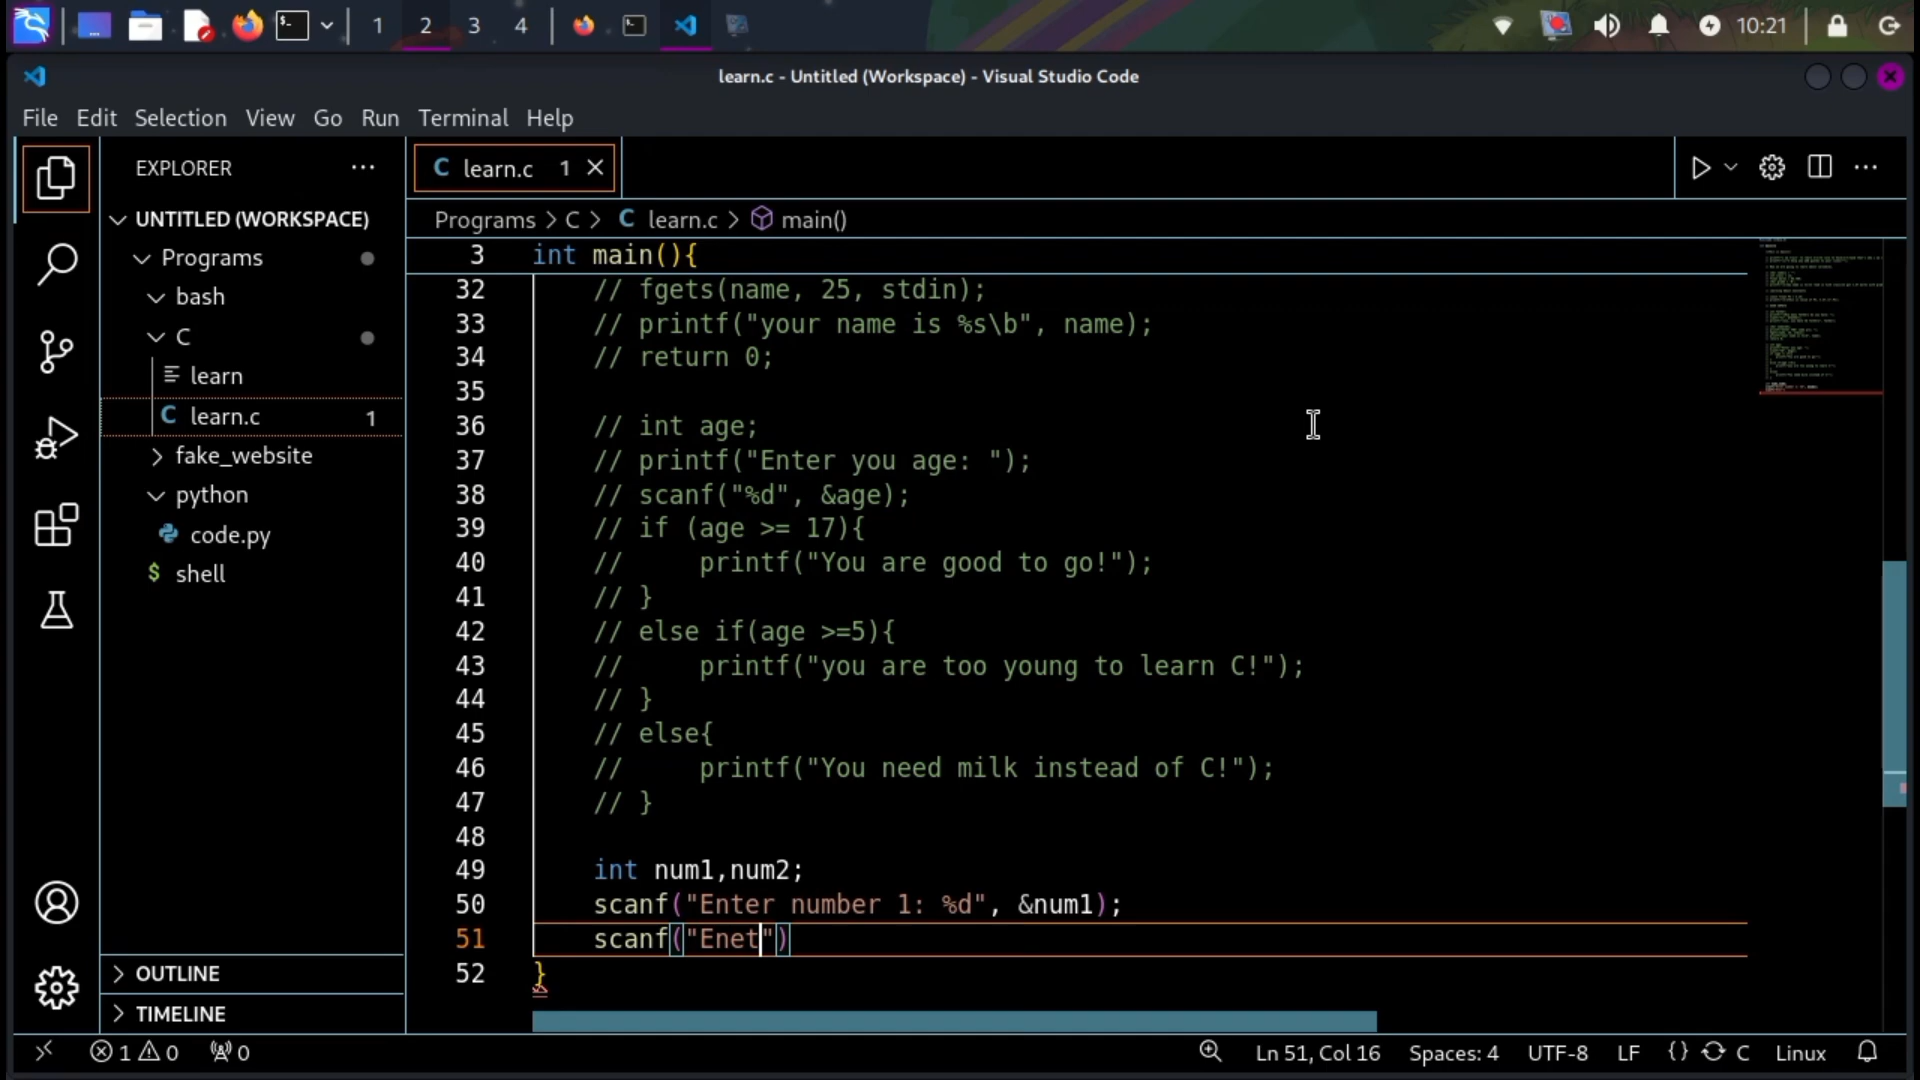 1 2 3 4 10:21
learn.c - Untitled (Workspace) - Visual Studio Code
File Edit Selection View Go Run Terminal Help
EXPLORER
UNTITLED (WORKSPACE)
Programs
bash
C
learn
learn.c 1
fake_website
python
code.py
shell
OUTLINE
TIMELINE
learn.c 1
Programs > C > C learn.c > main()
3 int main(){
32 // fgets(name, 25, stdin);
33 // printf("your name is %s\b", name);
34 // return 0;
35
36 // int age;
37 // printf("Enter you age: ");
38 // scanf("%d", &age);
39 // if (age >= 17){
40 //     printf("You are good to go!");
41 // }
42 // else if(age >=5){
43 //     printf("you are too young to learn C!");
44 // }
45 // else{
46 //     printf("You need milk instead of C!");
47 // }
48
49 int num1,num2;
50 scanf("Enter number 1: %d", &num1);
51 scanf("Enet")
52 }
1 0 0 Ln 51, Col 16 Spaces: 4 UTF-8 LF {} C Linux